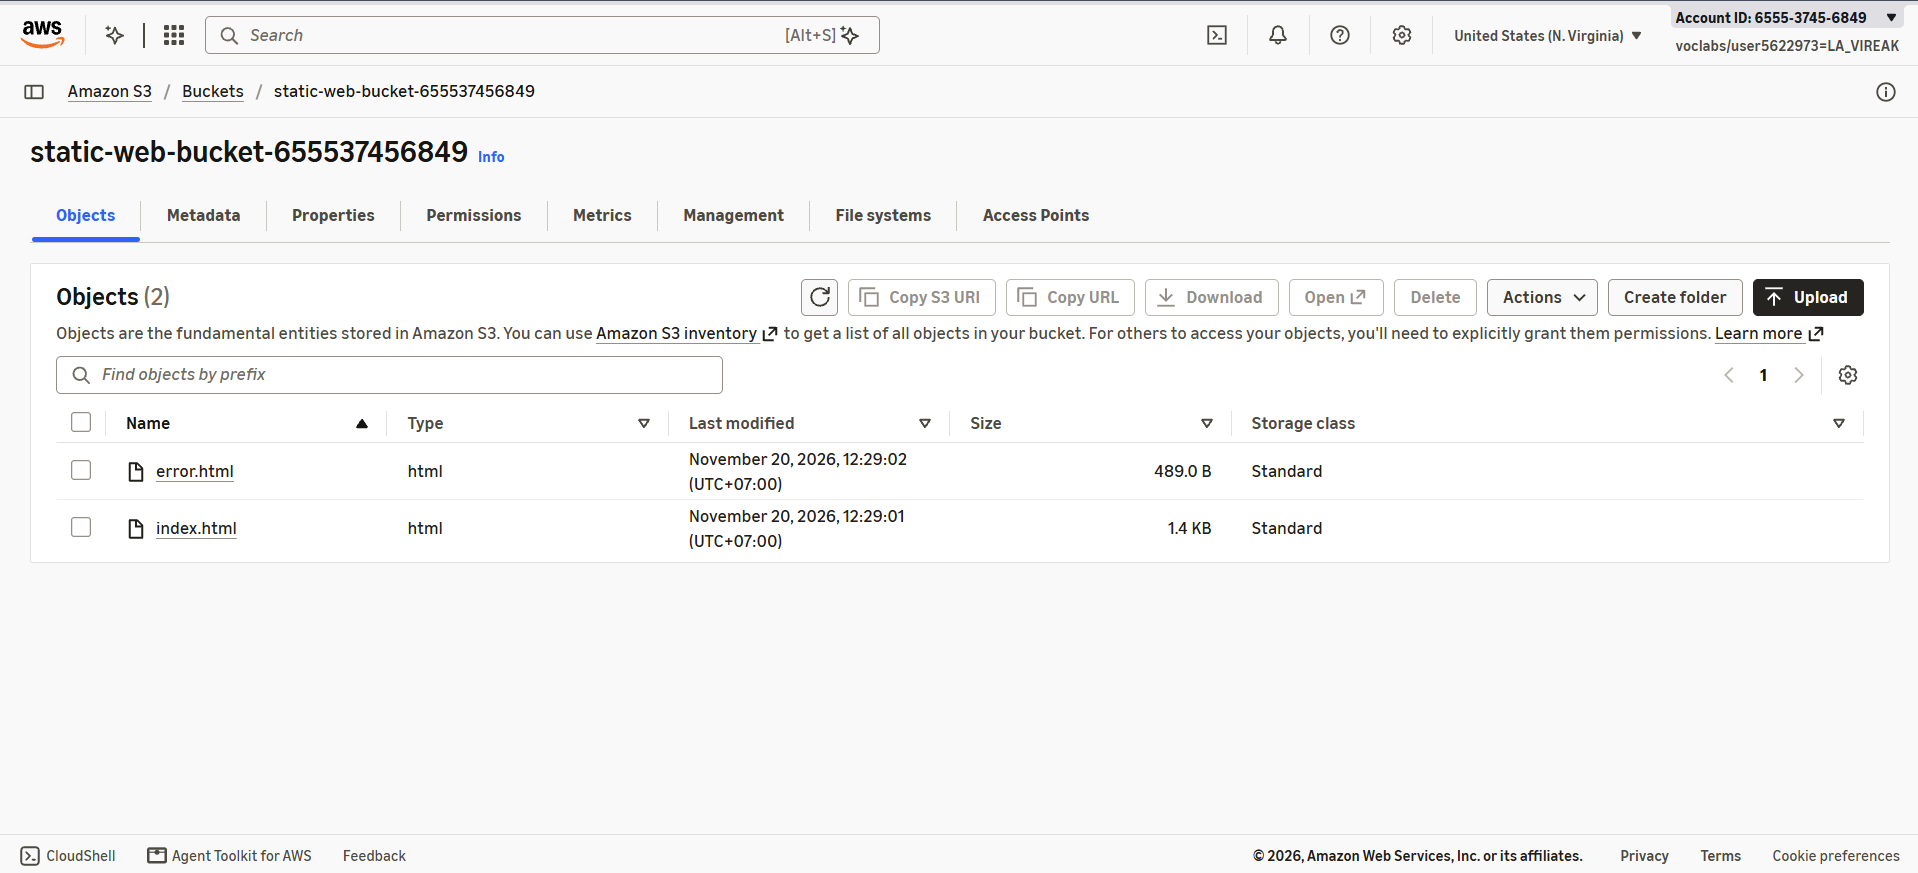 aws
Search [Alt+S]
United States (N. Virginia)
Account ID: 6555-3745-6849
voclabs/user5622973=LA_VIREAK
Amazon S3 / Buckets / static-web-bucket-655537456849
static-web-bucket-655537456849 Info
Objects Metadata Properties Permissions Metrics Management File systems Access Points
Objects (2) Copy S3 URI Copy URL Download Open Delete Actions Create folder Upload
Objects are the fundamental entities stored in Amazon S3. You can use Amazon S3 inventory to get a list of all objects in your bucket. For others to access your objects, you'll need to explicitly grant them permissions. Learn more
Find objects by prefix 1
Name Type Last modified Size Storage class
error.html html November 20, 2026, 12:29:02 (UTC+07:00) 489.0 B Standard
index.html html November 20, 2026, 12:29:01 (UTC+07:00) 1.4 KB Standard
CloudShell Agent Toolkit for AWS Feedback © 2026, Amazon Web Services, Inc. or its affiliates. Privacy Terms Cookie preferences